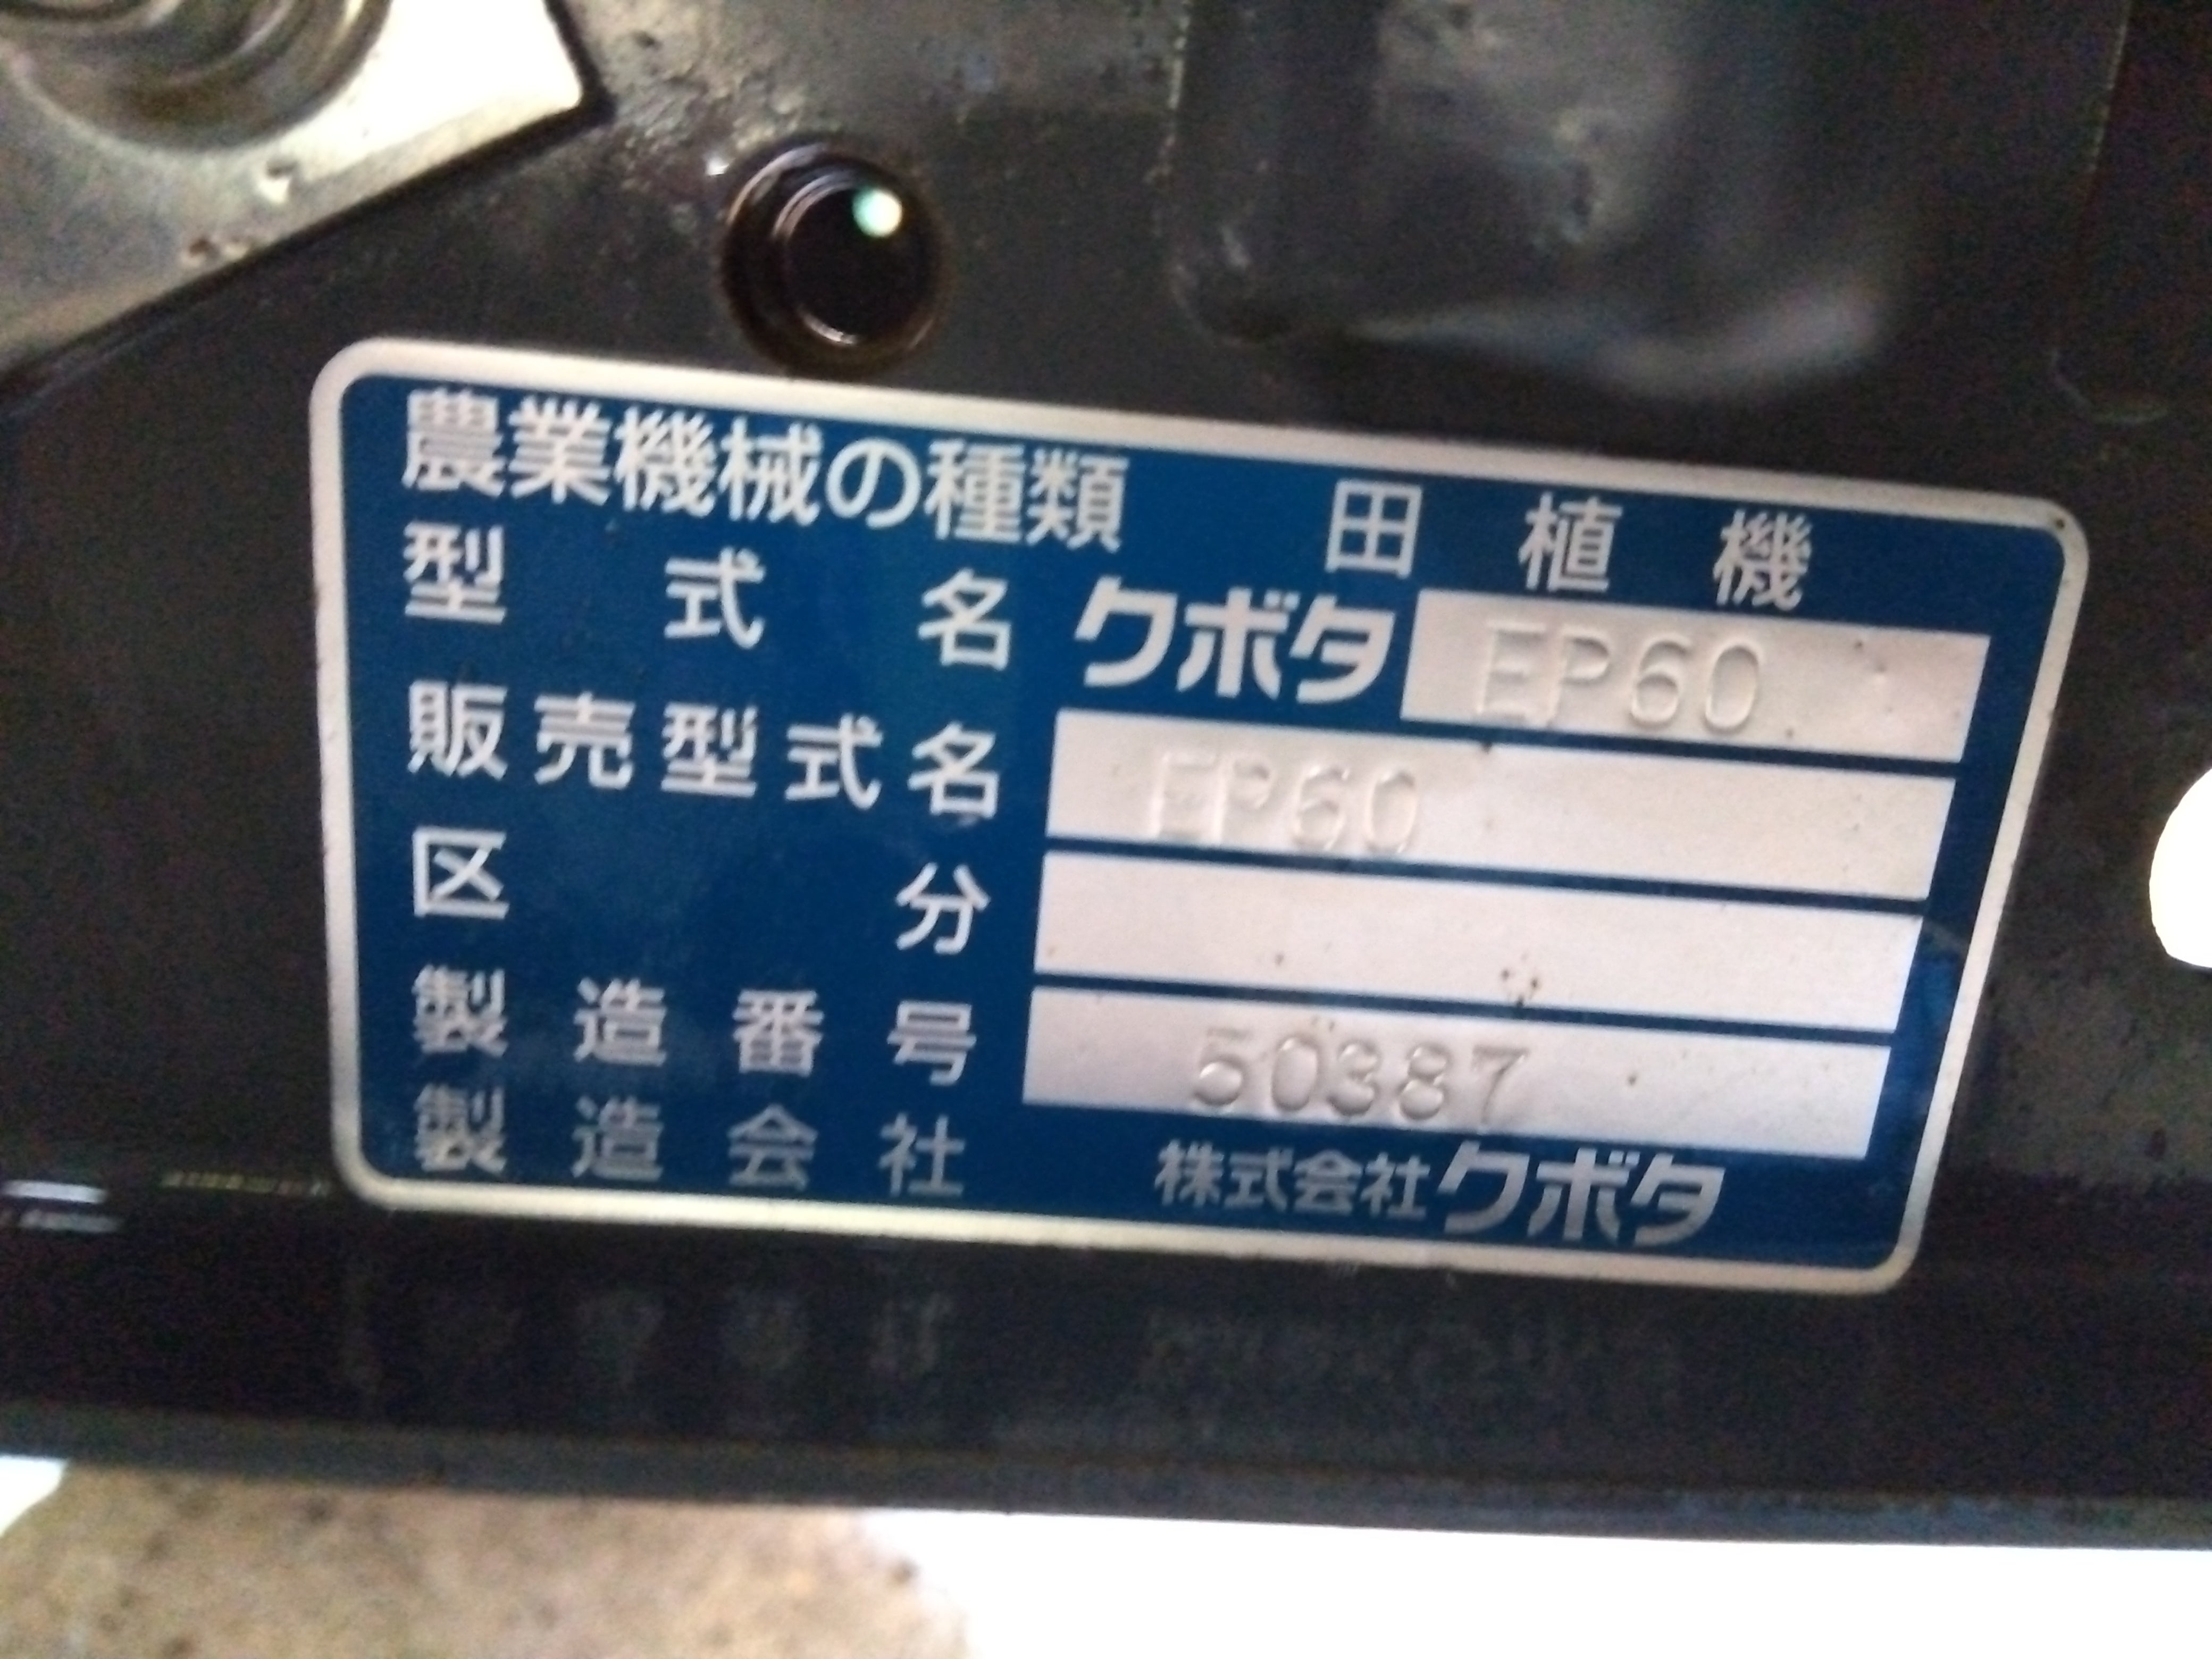 農業機械の種類 田植機
型式名 クボタ EP60
販売型式名 EP60
区分
製造番号 50387
製造会社 株式会社クボタ